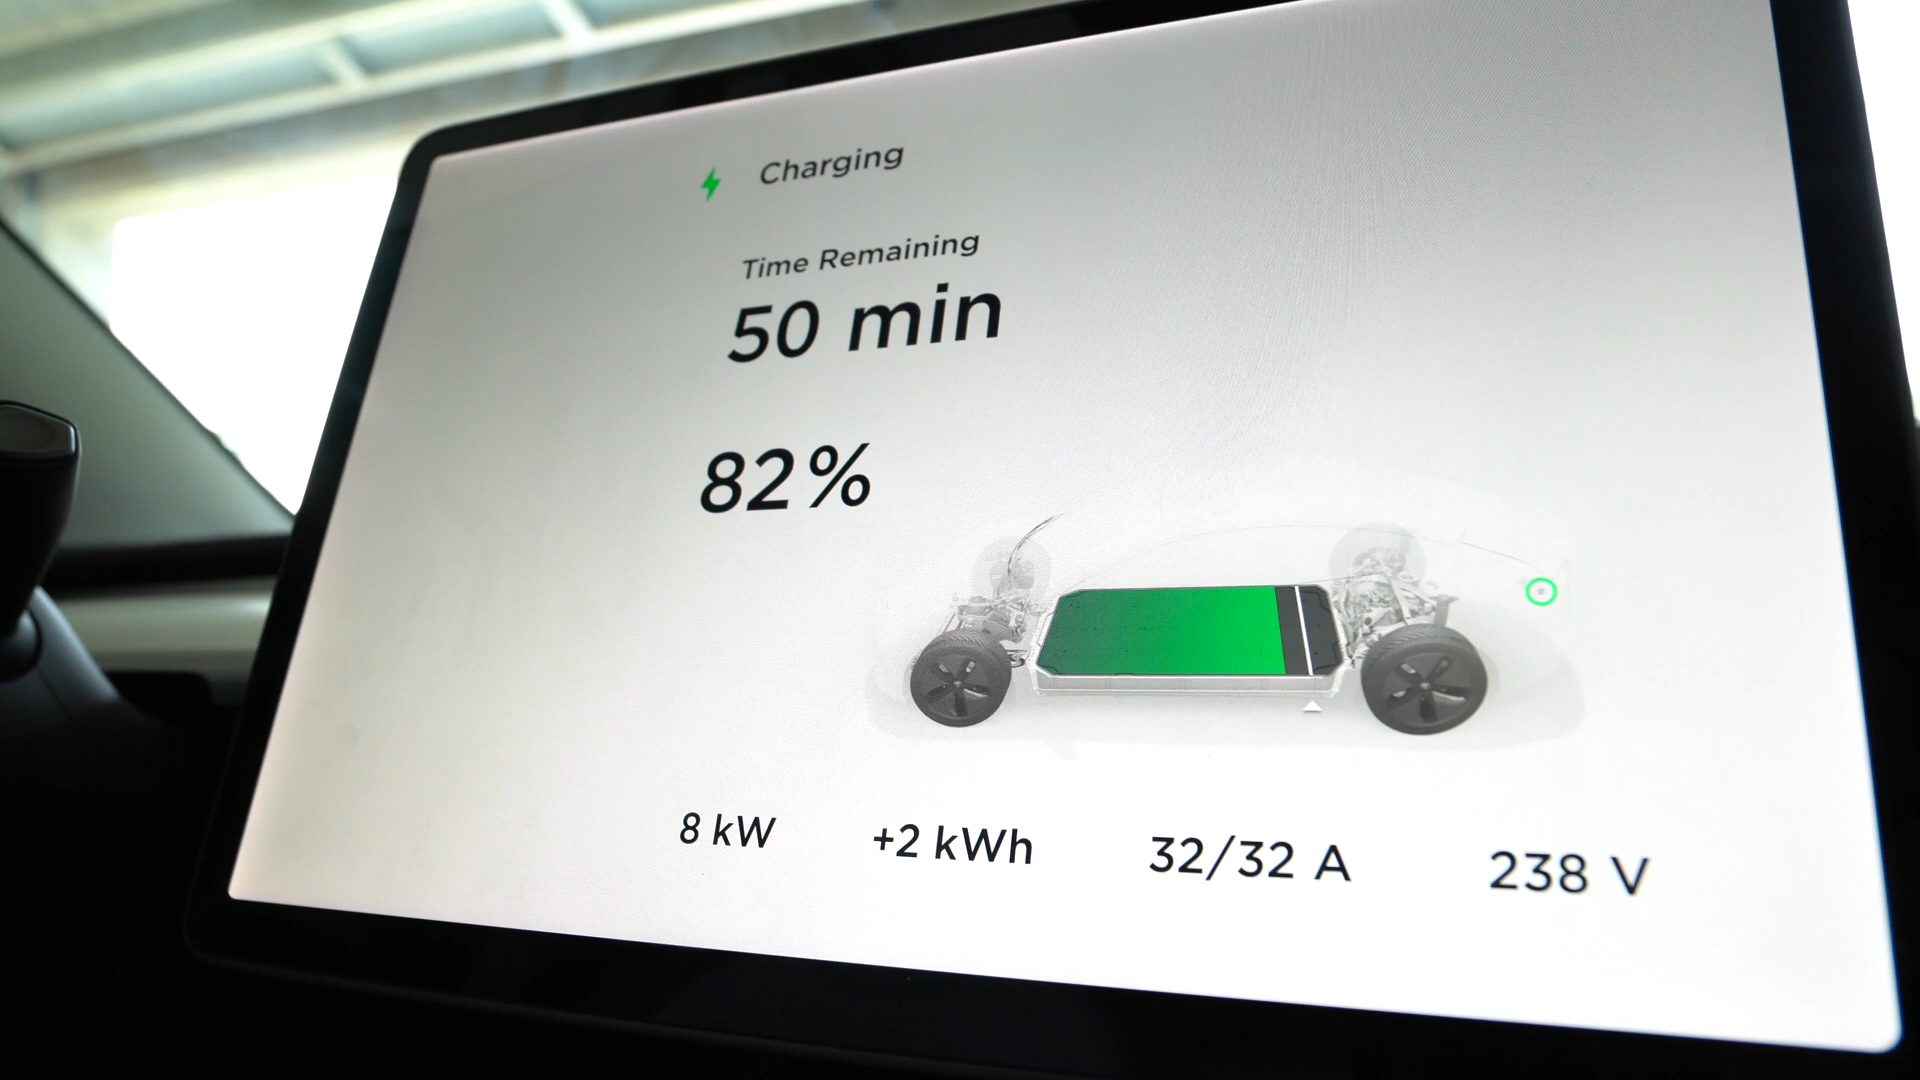 Charging
Time Remaining
50 min
82%
8 kW +2 kWh 32/32 A 238 V